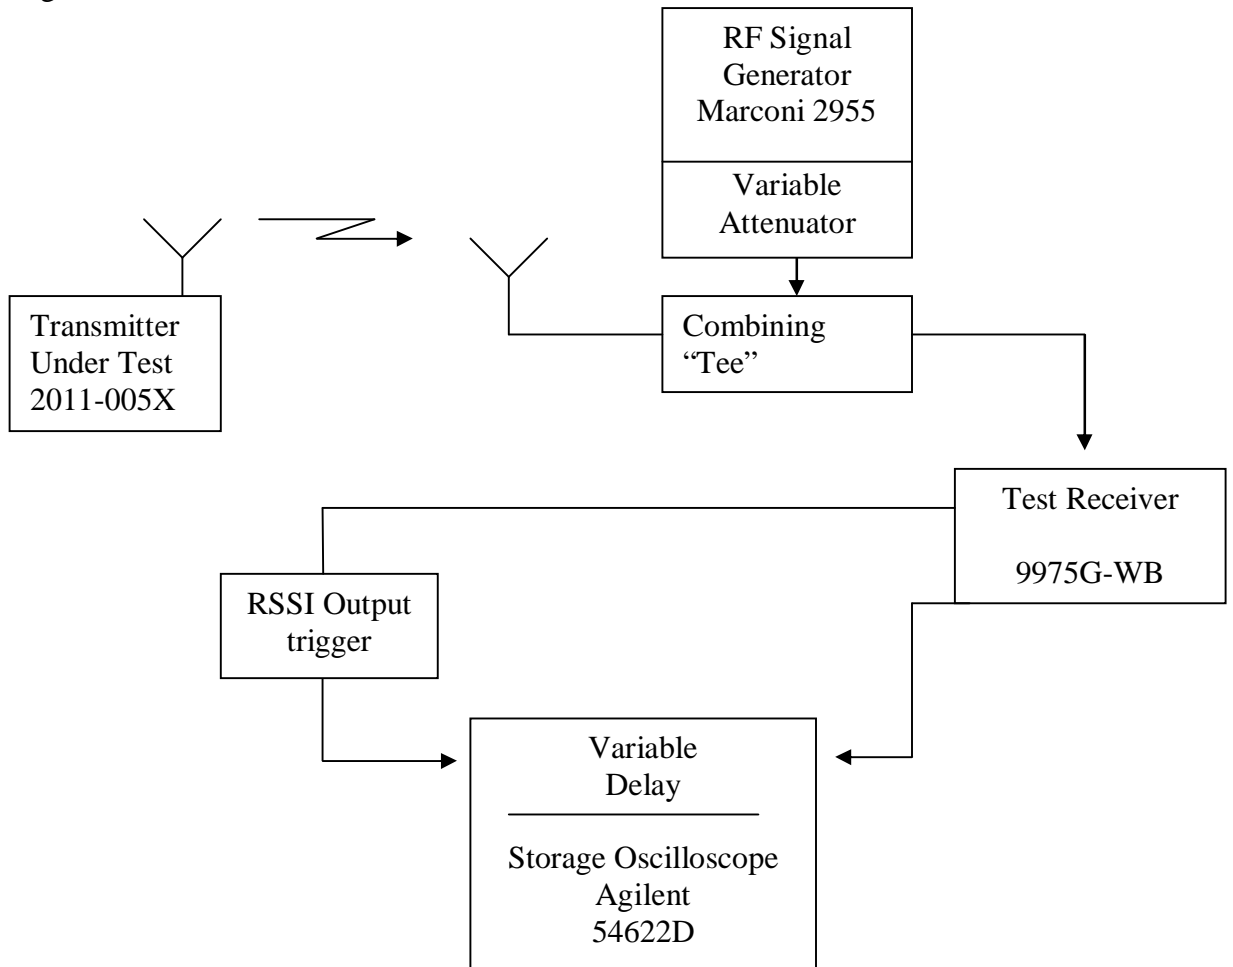 RF Signal
Generator
Marconi 2955
Variable
Attenuator
Transmitter
Under Test
2011-005X
Combining
“Tee”
Test Receiver
9975G-WB
RSSI Output
trigger
Variable
Delay
Storage Oscilloscope
Agilent
54622D